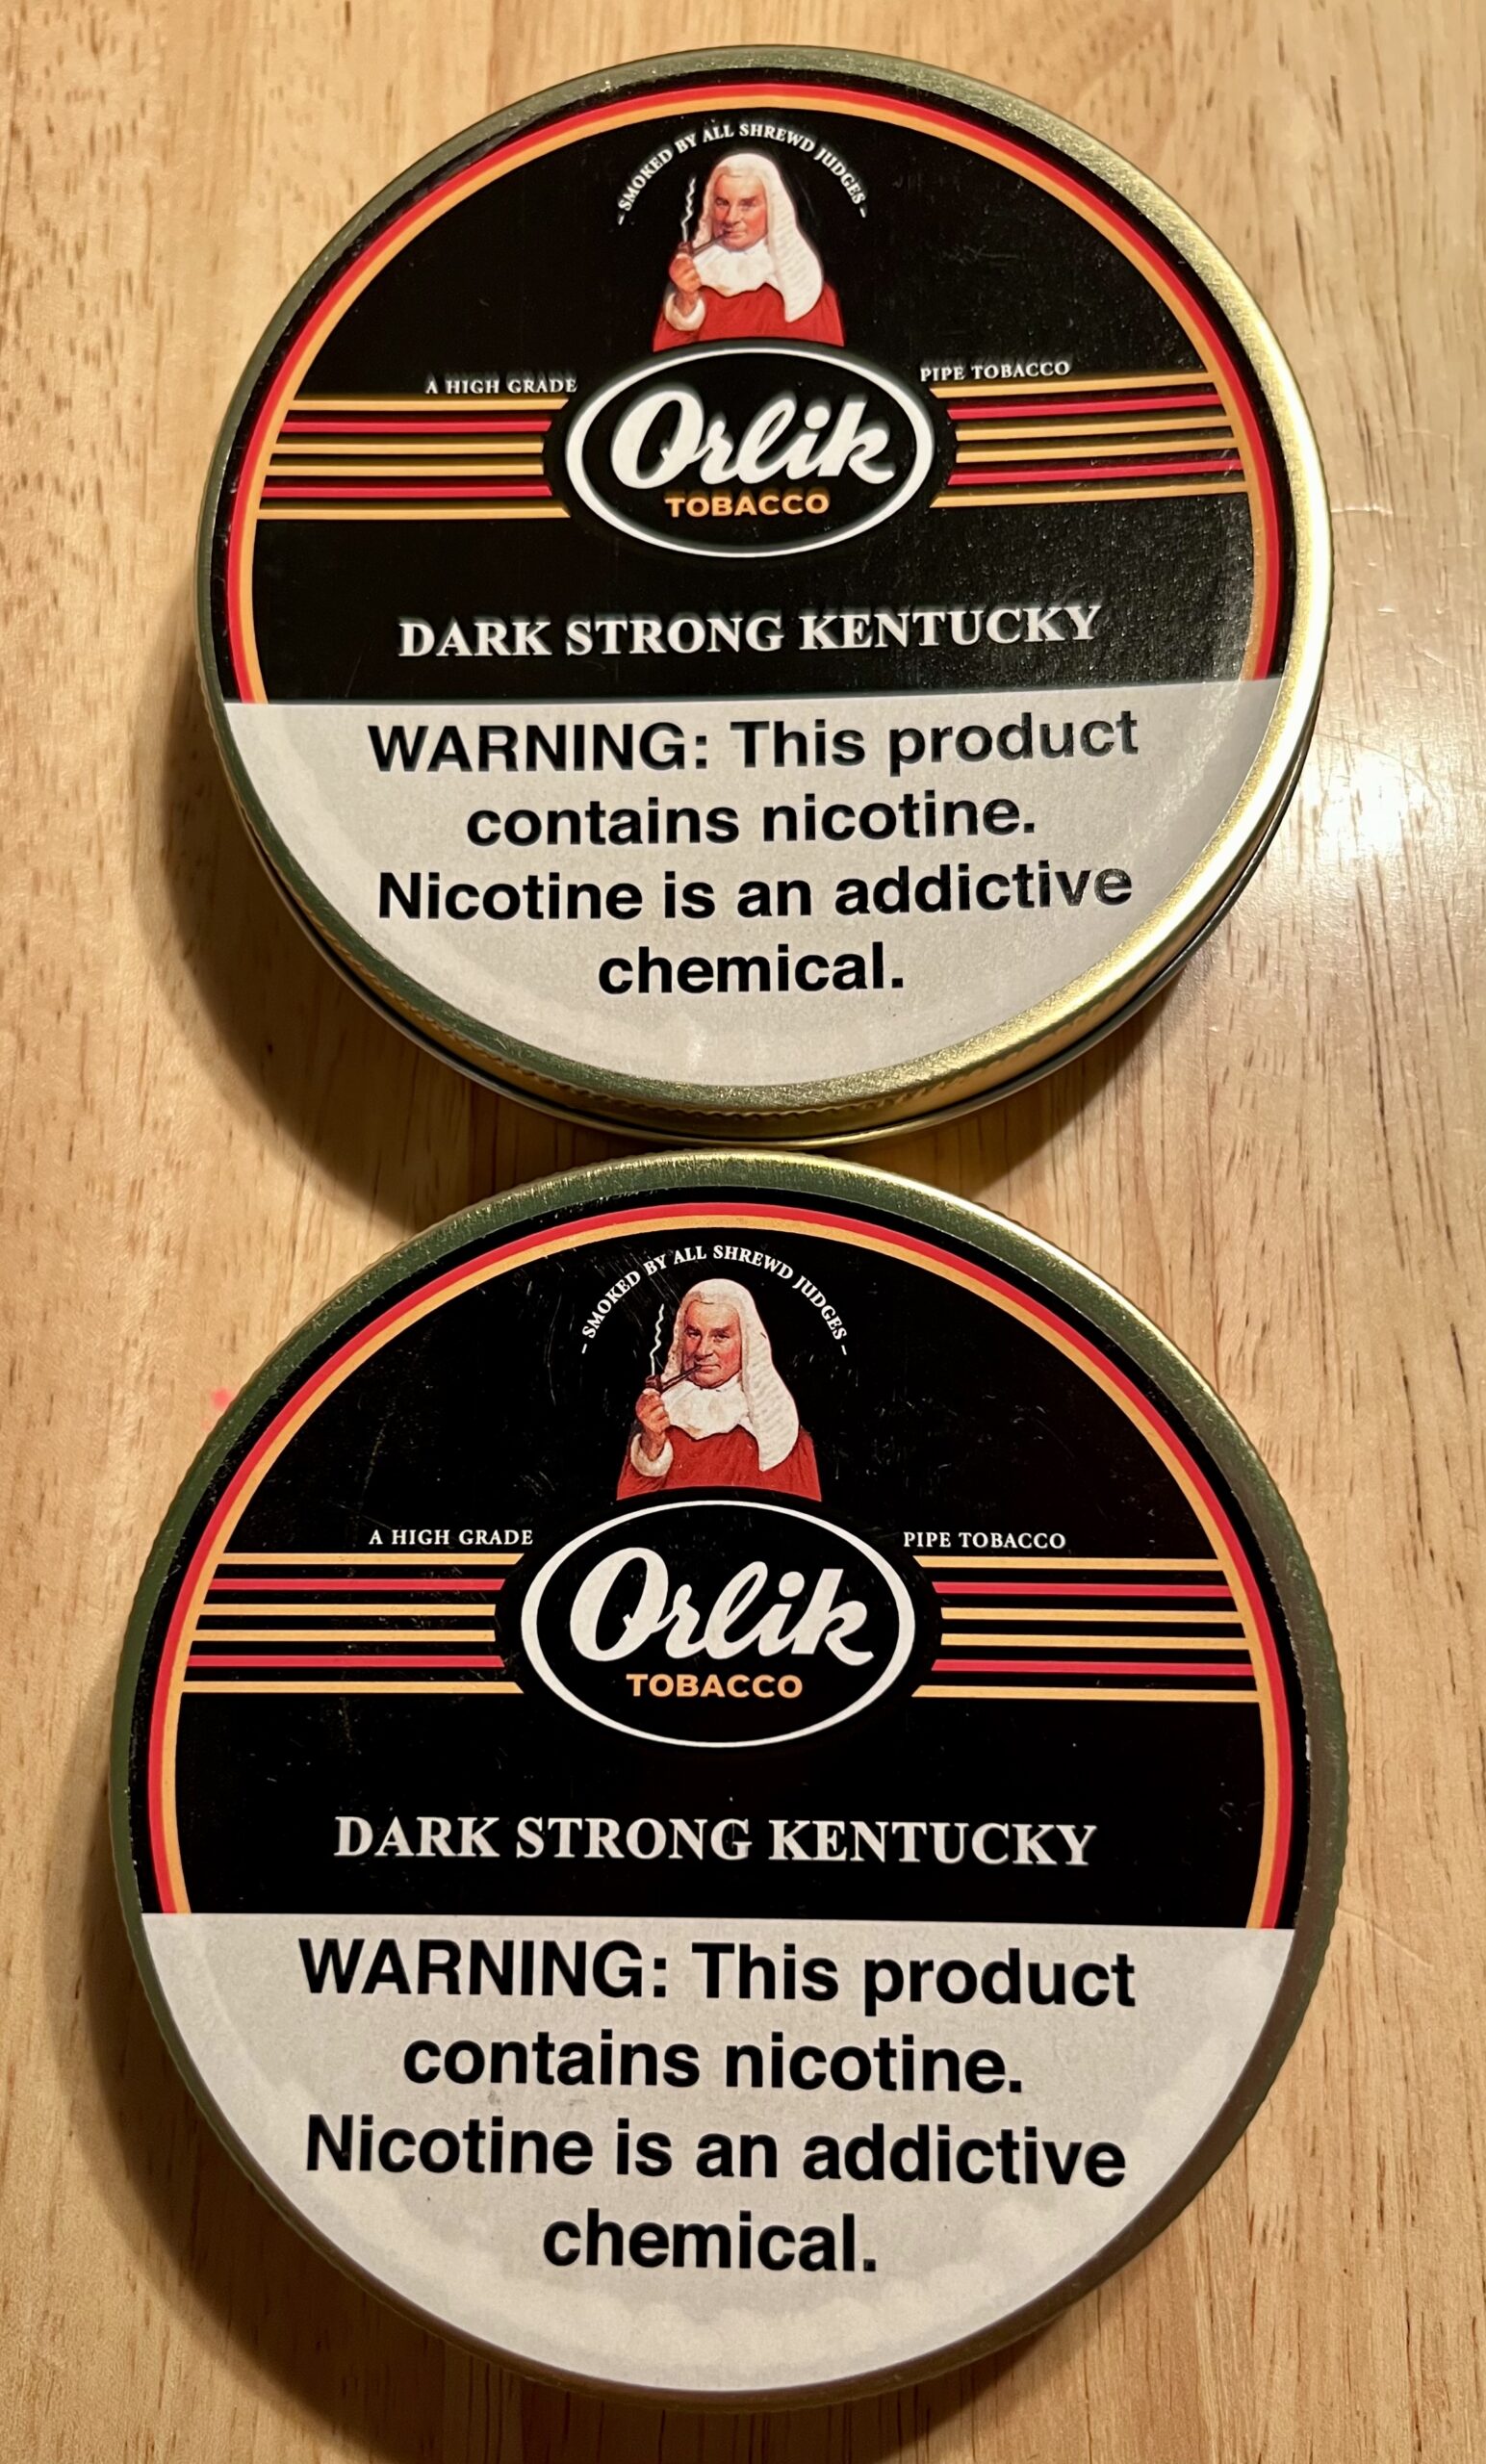 - SMOKED BY ALL SHREWD JUDGES -
A HIGH GRADE
PIPE TOBACCO
Orlik
TOBACCO
DARK STRONG KENTUCKY
WARNING: This product
contains nicotine.
Nicotine is an addictive
chemical.
- SMOKED BY ALL SHREWD JUDGES -
A HIGH GRADE
PIPE TOBACCO
Orlik
TOBACCO
DARK STRONG KENTUCKY
WARNING: This product
contains nicotine.
Nicotine is an addictive
chemical.